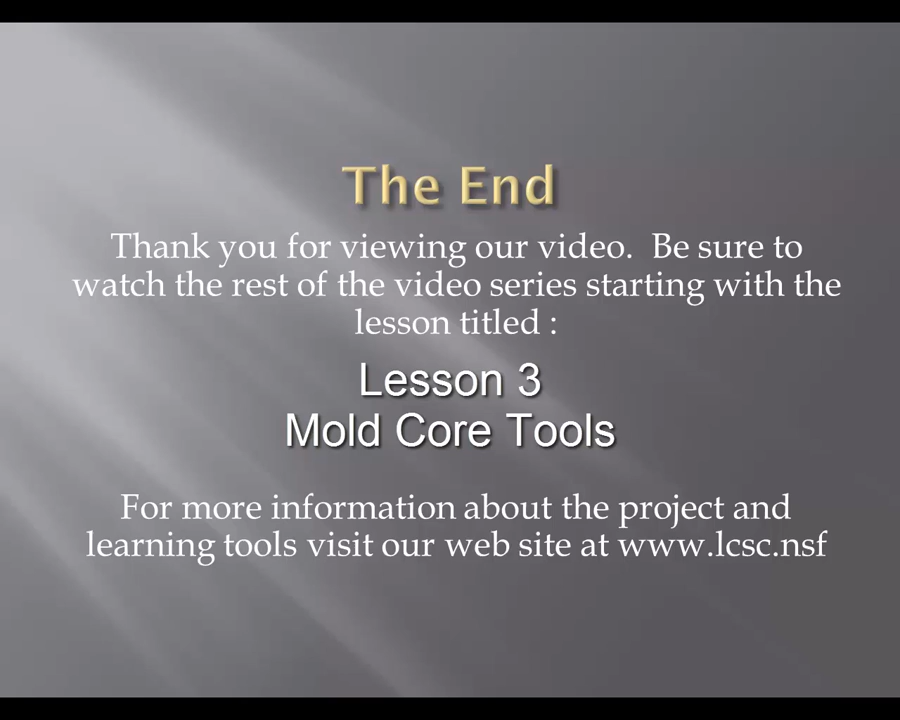 The End
Thank you for viewing our video.  Be sure to
watch the rest of the video series starting with the
lesson titled :
Lesson 3
Mold Core Tools
For more information about the project and
learning tools visit our web site at www.lcsc.nsf